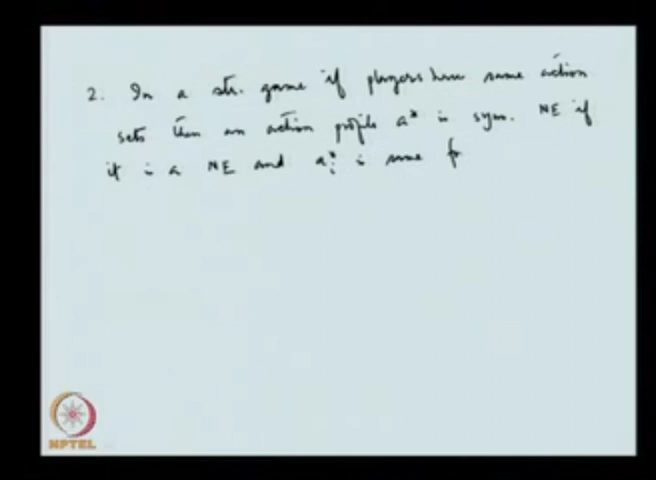 2. In a str. game if players have same action
sets then an action profile a* is sym. NE if
it is a NE and aᵢ* is same f
NPTEL